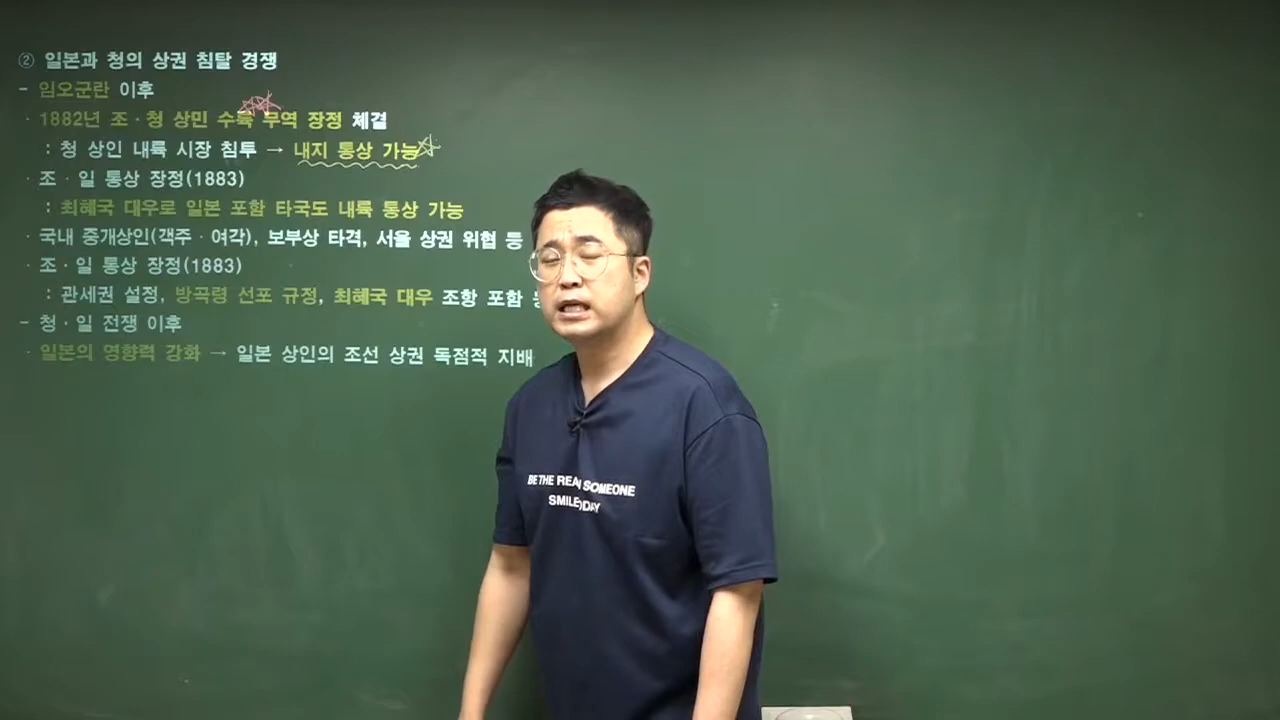 ② 일본과 청의 상권 침탈 경쟁
- 임오군란 이후
· 1882년 조·청 상민 수륙 무역 장정 체결
: 청 상인 내륙 시장 침투 → 내지 통상 가능
· 조·일 통상 장정(1883)
: 최혜국 대우로 일본 포함 타국도 내륙 통상 가능
· 국내 중개상인(객주·여각), 보부상 타격, 서울 상권 위협 등
· 조·일 통상 장정(1883)
: 관세권 설정, 방곡령 선포 규정, 최혜국 대우 조항 포함
- 청·일 전쟁 이후
· 일본의 영향력 강화 → 일본 상인의 조선 상권 독점적 지배
BE THE REAL SOMEONE
SMILE